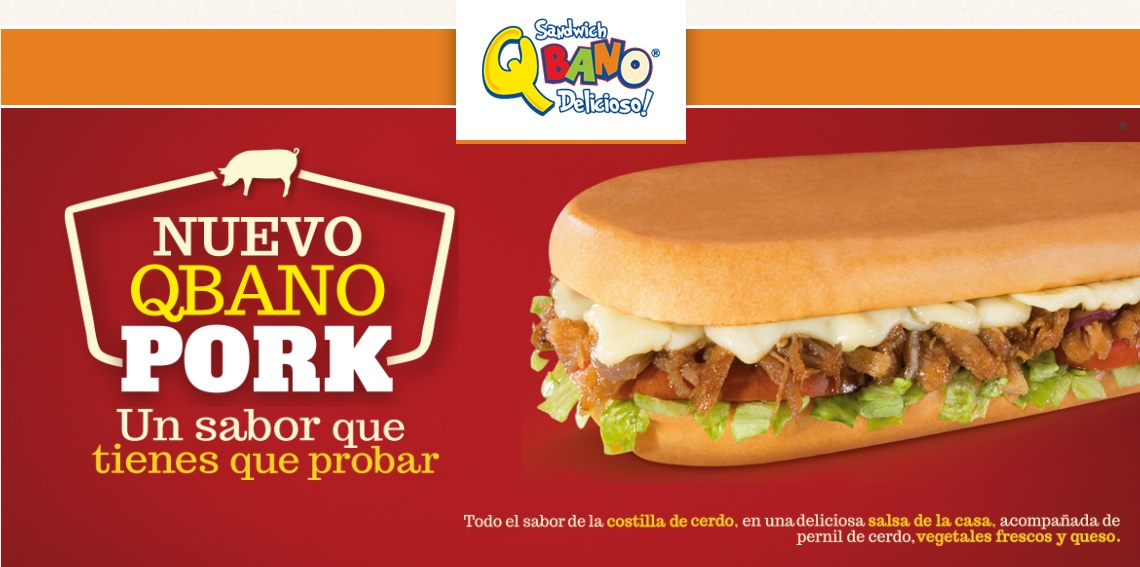 Sandwich
QBANO®
Delicioso!
NUEVO
QBANO
PORK
Un sabor que
tienes que probar
Todo el sabor de la costilla de cerdo, en una deliciosa salsa de la casa, acompañada de
pernil de cerdo,vegetales frescos y queso.